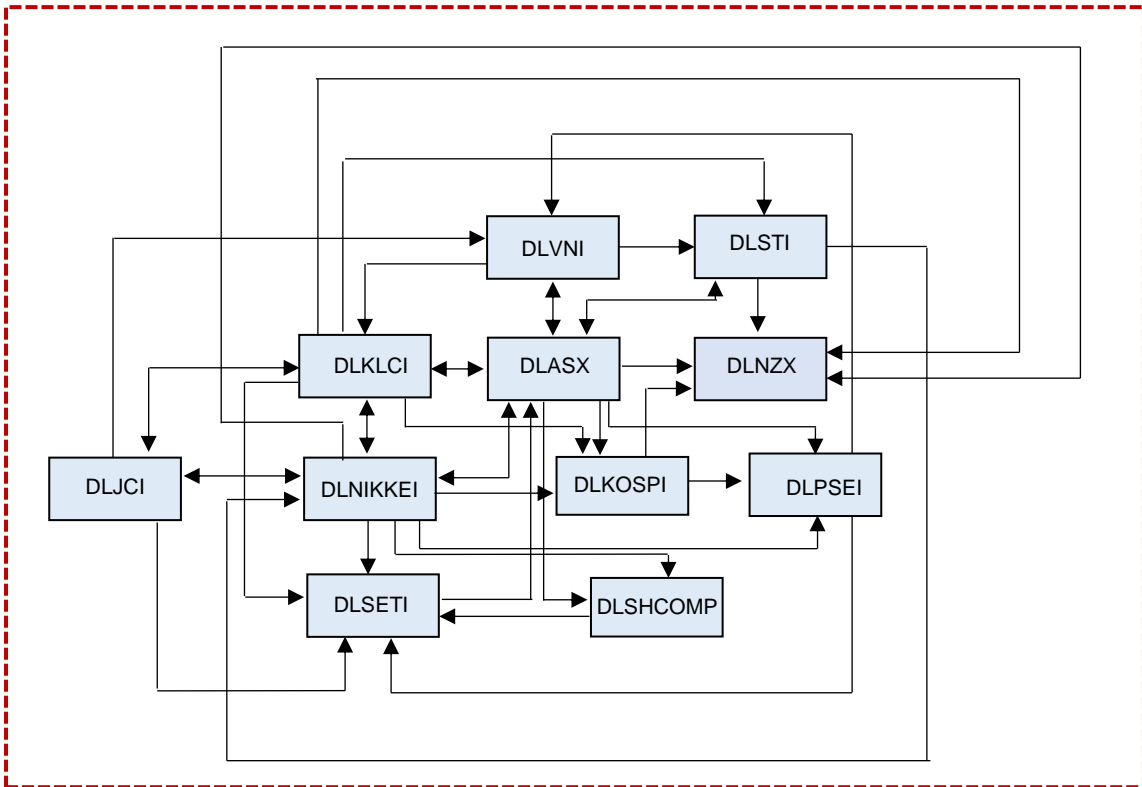 DLVNI
DLSTI
DLKLCI
DLASX
DLNZX
DLJCI
DLNIKKEI
DLKOSPI
DLPSEI
DLSETI
DLSHCOMP